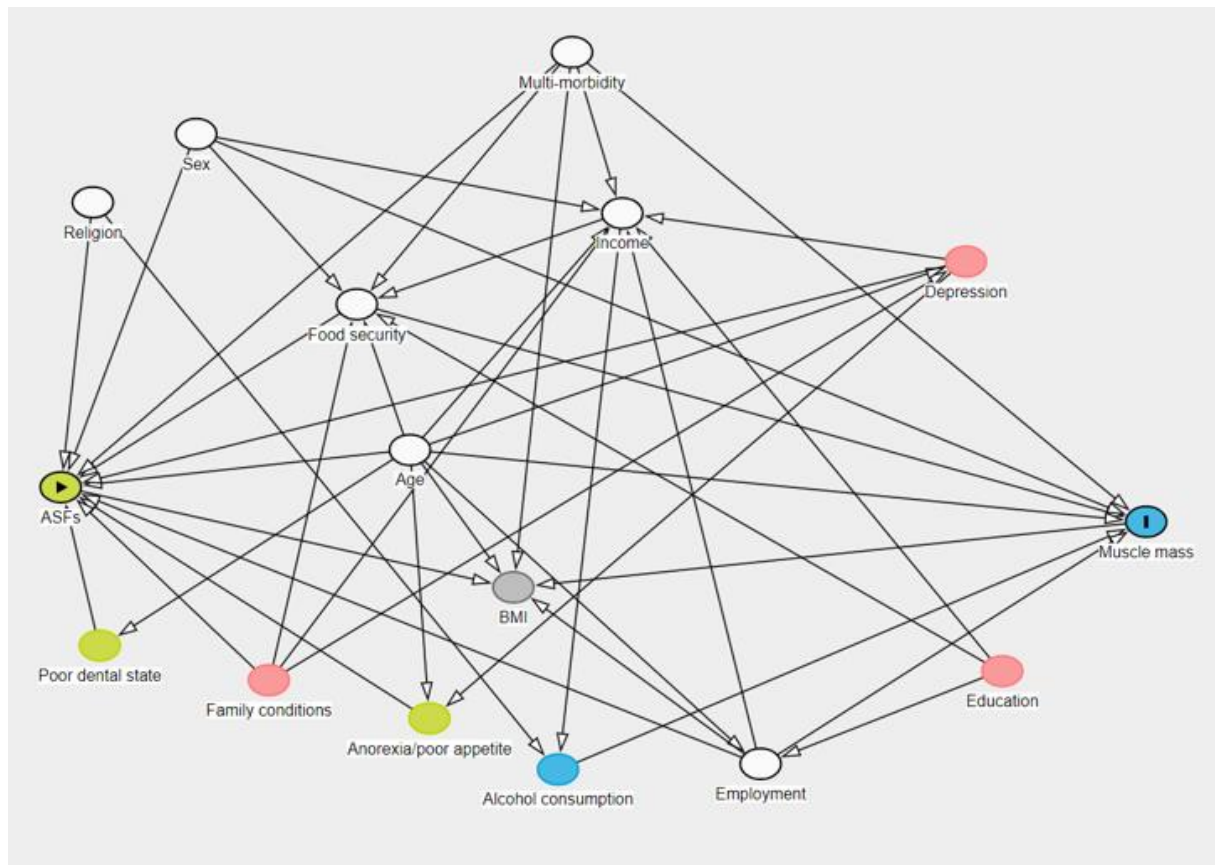 Multi-morbidity
Sex
Religion
Income
Depression
Food security
Age
ASFs
Muscle mass
BMI
Poor dental state
Family conditions
Education
Anorexia/poor appetite
Alcohol consumption
Employment